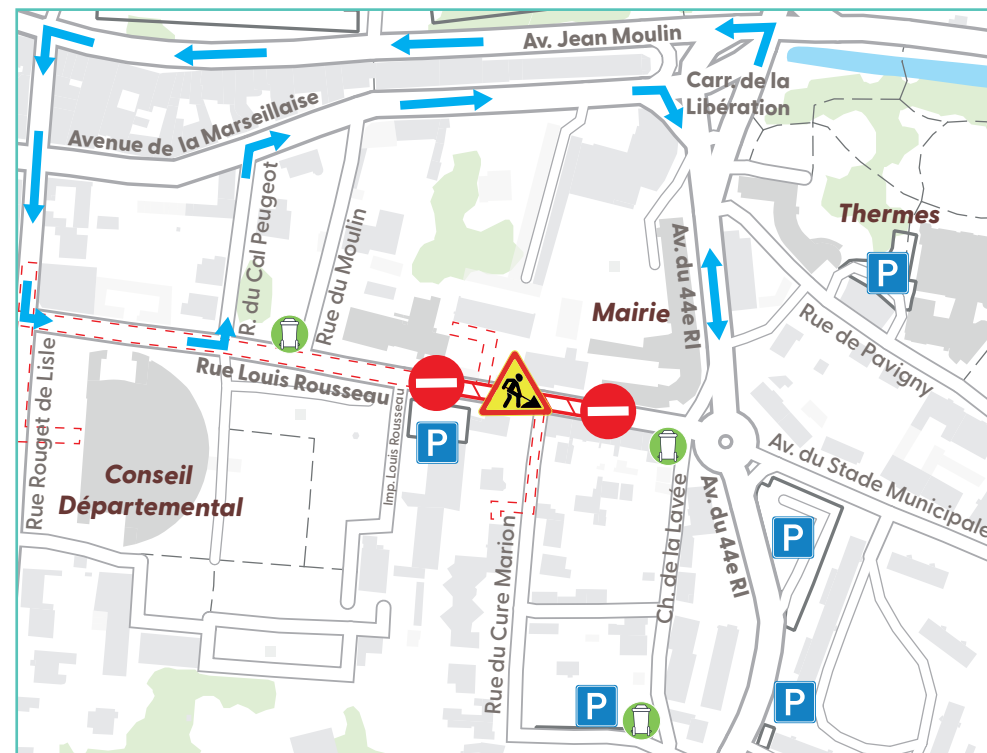 Av. Jean Moulin
Carr. de la
Libération
Avenue de la Marseillaise
Thermes
P
R. du Cal Peugeot
Rue du Moulin
Av. du 44e RI
Mairie
Rue de Pavigny
Rue Louis Rousseau
Rue Rouget de Lisle
Imp. Louis Rousseau
P
Conseil
Départemental
Av. du Stade Municipale
Av. du 44e RI
P
Ch. de la Lavée
Rue du Cure Marion
P
P